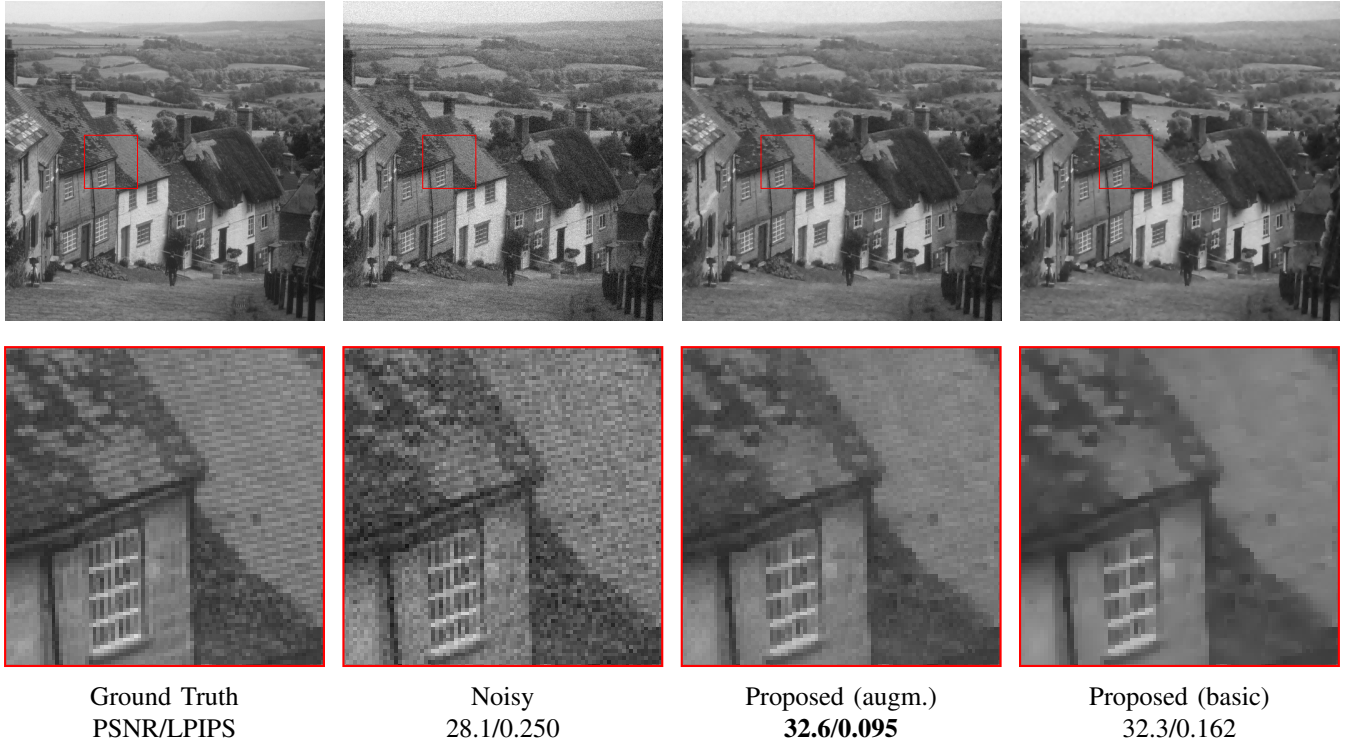 Ground Truth
PSNR/LPIPS
Noisy
28.1/0.250
Proposed (augm.)
32.6/0.095
Proposed (basic)
32.3/0.162